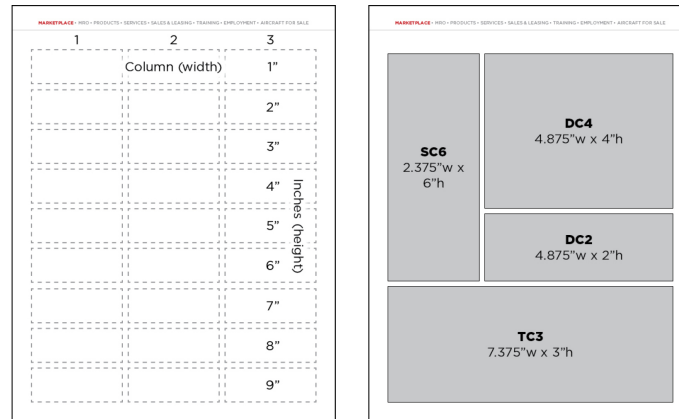 MARKETPLACE • MRO • PRODUCTS • SERVICES • SALES & LEASING • TRAINING • EMPLOYMENT • AIRCRAFT FOR SALE
1 2 3
Column (width) 1”
2”
3”
4”
5”
6”
7”
8”
9”
Inches (height)
MARKETPLACE • MRO • PRODUCTS • SERVICES • SALES & LEASING • TRAINING • EMPLOYMENT • AIRCRAFT FOR SALE
SC6
2.375”w x
6”h
DC4
4.875”w x 4”h
DC2
4.875”w x 2”h
TC3
7.375”w x 3”h